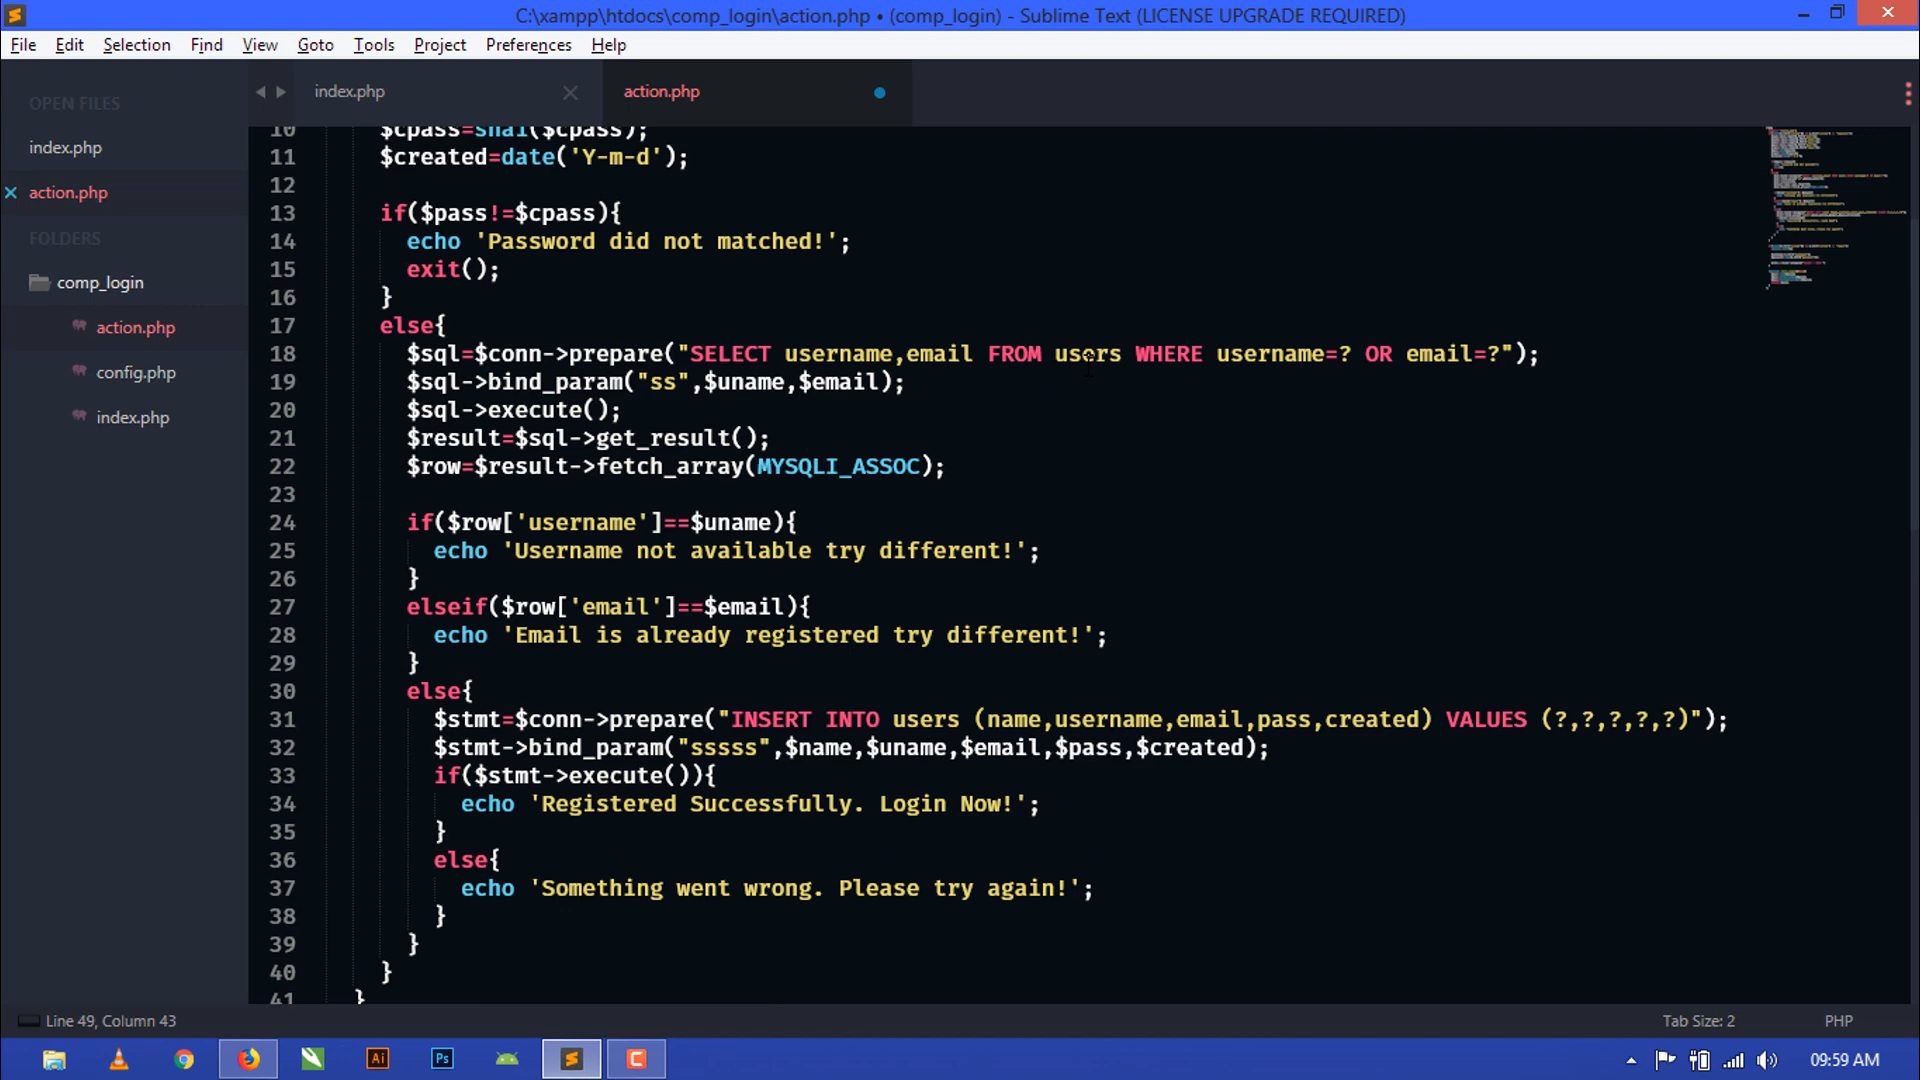 C:\xampp\htdocs\comp_login\action.php • (comp_login) - Sublime Text (LICENSE UPGRADE REQUIRED)
File Edit Selection Find View Goto Tools Project Preferences Help
OPEN FILES
index.php
action.php
FOLDERS
comp_login
action.php
config.php
index.php
index.php
action.php
10 $cpass=sha1($cpass);
11 $created=date('Y-m-d');
12
13 if($pass!=$cpass){
14 echo 'Password did not matched!';
15 exit();
16 }
17 else{
18 $sql=$conn->prepare("SELECT username,email FROM users WHERE username=? OR email=?");
19 $sql->bind_param("ss",$uname,$email);
20 $sql->execute();
21 $result=$sql->get_result();
22 $row=$result->fetch_array(MYSQLI_ASSOC);
23
24 if($row['username']==$uname){
25 echo 'Username not available try different!';
26 }
27 elseif($row['email']==$email){
28 echo 'Email is already registered try different!';
29 }
30 else{
31 $stmt=$conn->prepare("INSERT INTO users (name,username,email,pass,created) VALUES (?,?,?,?,?)");
32 $stmt->bind_param("sssss",$name,$uname,$email,$pass,$created);
33 if($stmt->execute()){
34 echo 'Registered Successfully. Login Now!';
35 }
36 else{
37 echo 'Something went wrong. Please try again!';
38 }
39 }
40 }
41 }
Line 49, Column 43
Tab Size: 2
PHP
Ai
Ps
C
09:59 AM